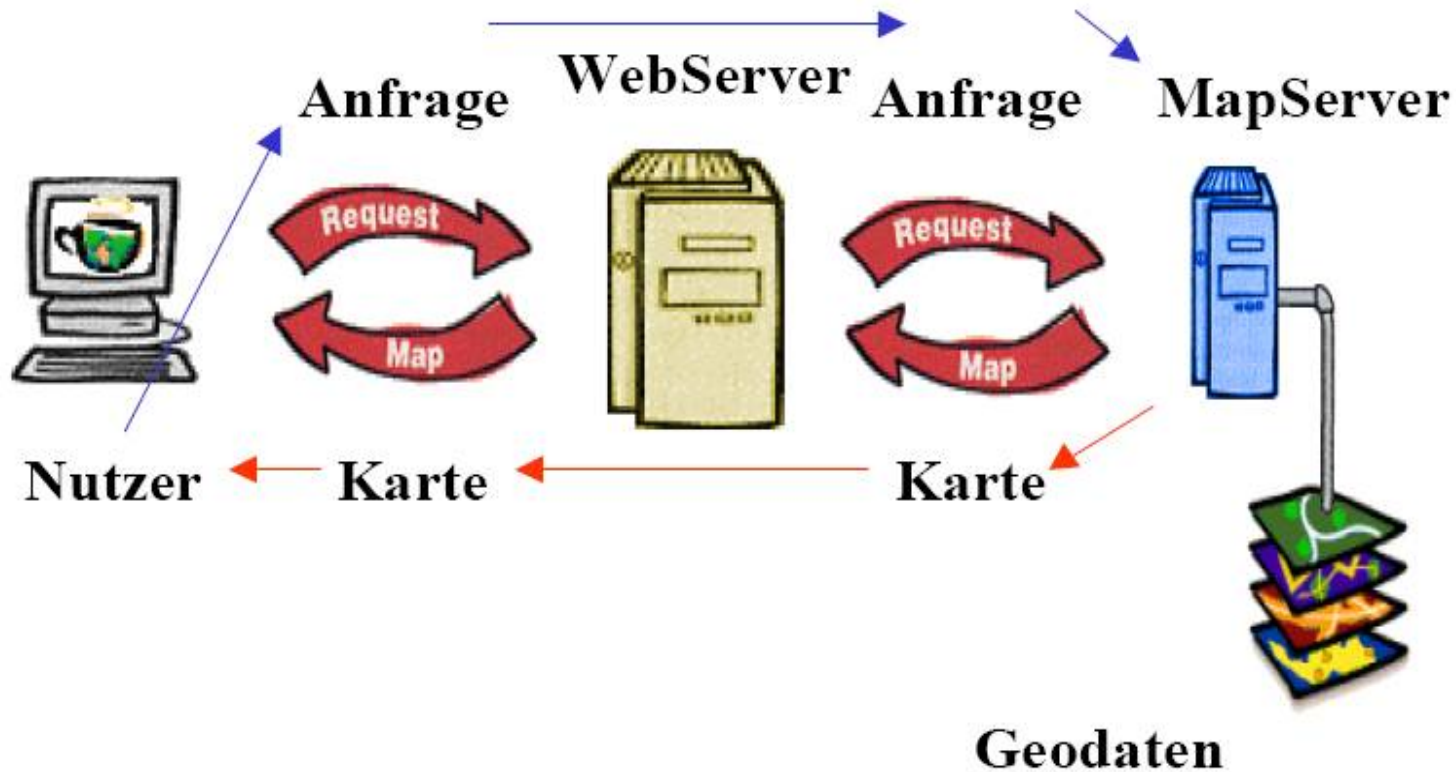 WebServer
Anfrage
Anfrage
MapServer
Request
Request
Map
Map
Nutzer
Karte
Karte
Geodaten